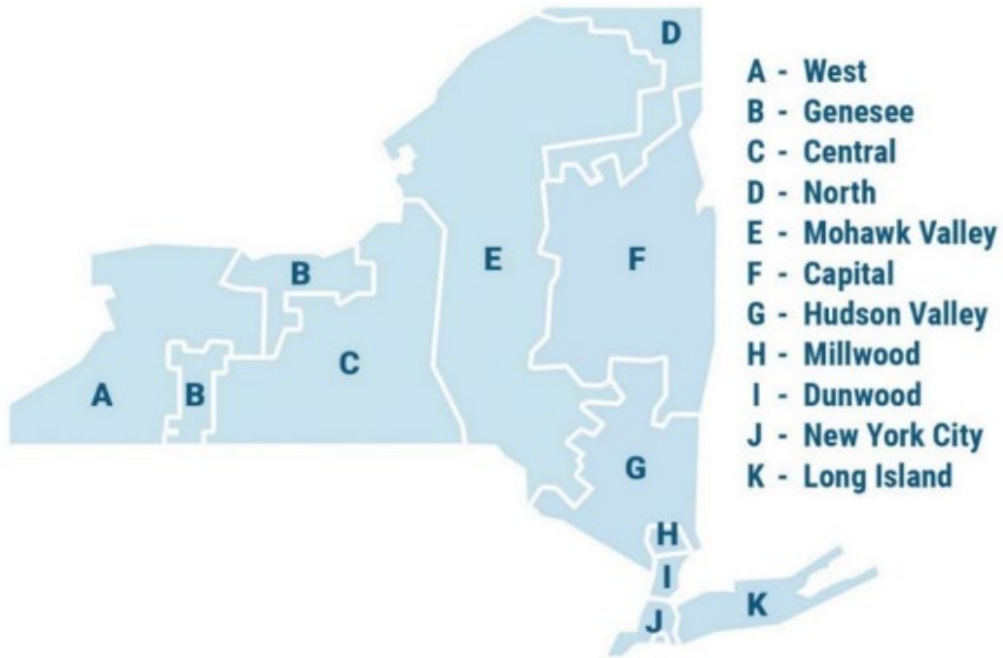 D
A - West
B - Genesee
C - Central
D - North
E - Mohawk Valley
F - Capital
G - Hudson Valley
H - Millwood
I - Dunwood
J - New York City
K - Long Island
B
E
F
A
B
C
G
H
I
J
K